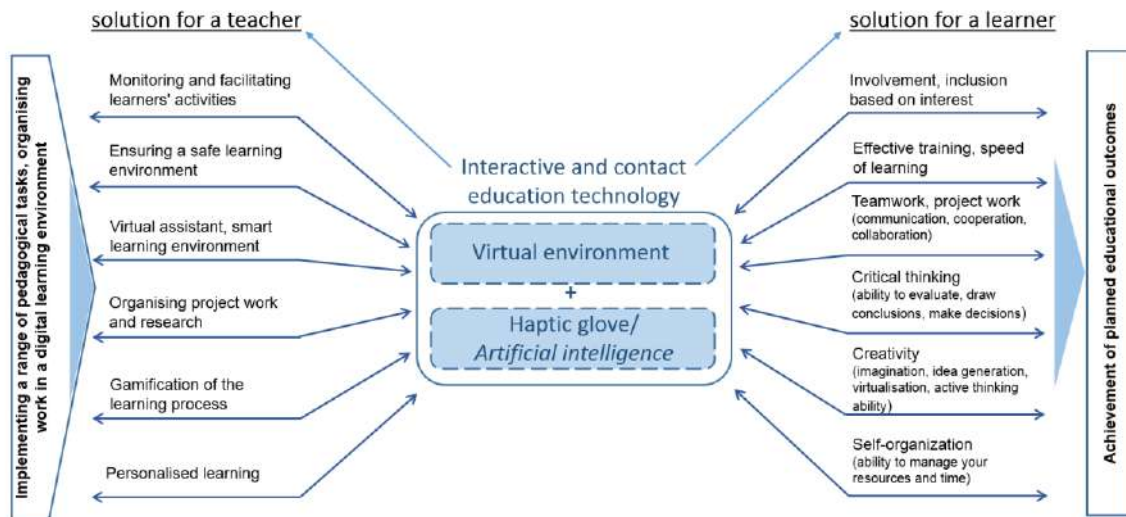 solution for a teacher
solution for a learner
Implementing a range of pedagogical tasks, organising
work in a digital learning environment
Monitoring and facilitating
learners' activities
Ensuring a safe learning
environment
Virtual assistant, smart
learning environment
Organising project work
and research
Gamification of the
learning process
Personalised learning
Interactive and contact
education technology
Virtual environment
+
Haptic glove/
Artificial intelligence
Involvement, inclusion
based on interest
Effective training, speed
of learning
Teamwork, project work
(communication, cooperation,
collaboration)
Critical thinking
(ability to evaluate, draw
conclusions, make decisions)
Creativity
(imagination, idea generation,
virtualisation, active thinking
ability)
Self-organization
(ability to manage your
resources and time)
Achievement of planned educational outcomes